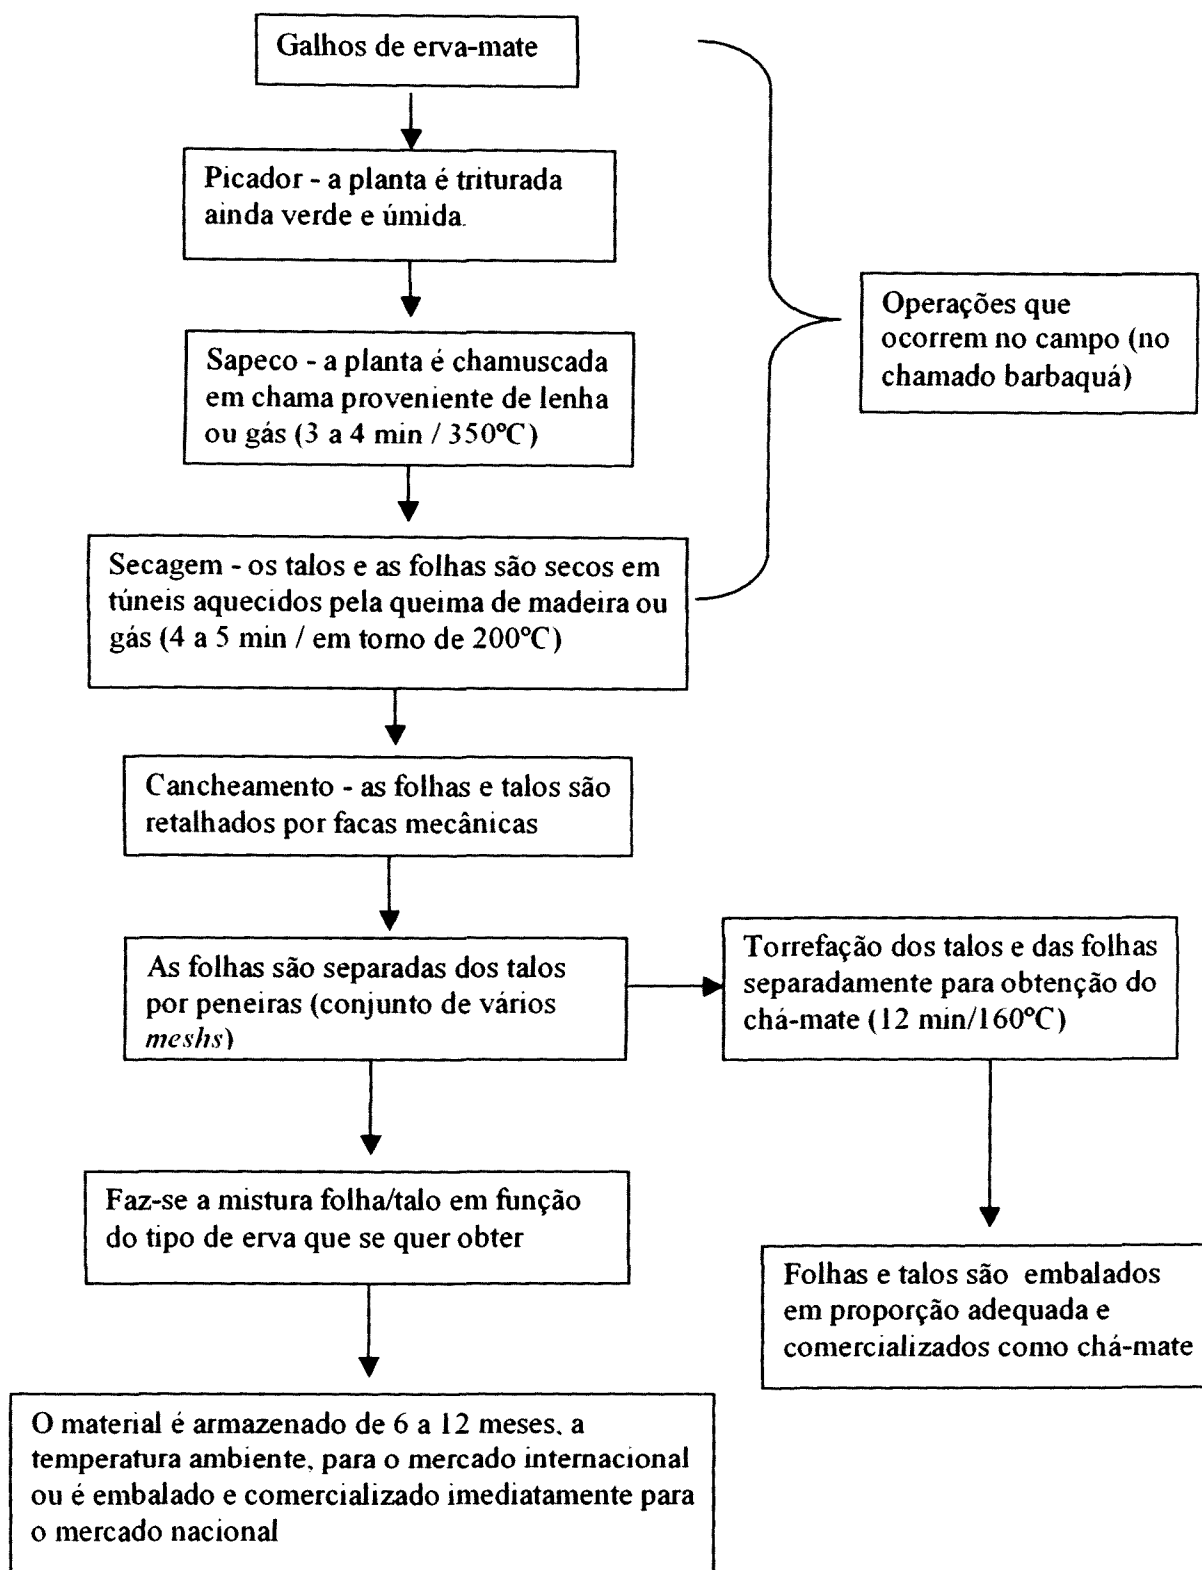 Galhos de erva-mate
Picador - a planta é triturada
ainda verde e úmida.
Sapeco - a planta é chamuscada
em chama proveniente de lenha
ou gás (3 a 4 min / 350ºC)
Operações que
ocorrem no campo (no
chamado barbaquá)
Secagem - os talos e as folhas são secos em
túneis aquecidos pela queima de madeira ou
gás (4 a 5 min / em torno de 200ºC)
Cancheamento - as folhas e talos são
retalhados por facas mecânicas
As folhas são separadas dos talos
por peneiras (conjunto de vários
meshs)
Torrefação dos talos e das folhas
separadamente para obtenção do
chá-mate (12 min/160ºC)
Faz-se a mistura folha/talo em função
do tipo de erva que se quer obter
Folhas e talos são embalados
em proporção adequada e
comercializados como chá-mate
O material é armazenado de 6 a 12 meses, a
temperatura ambiente, para o mercado internacional
ou é embalado e comercializado imediatamente para
o mercado nacional